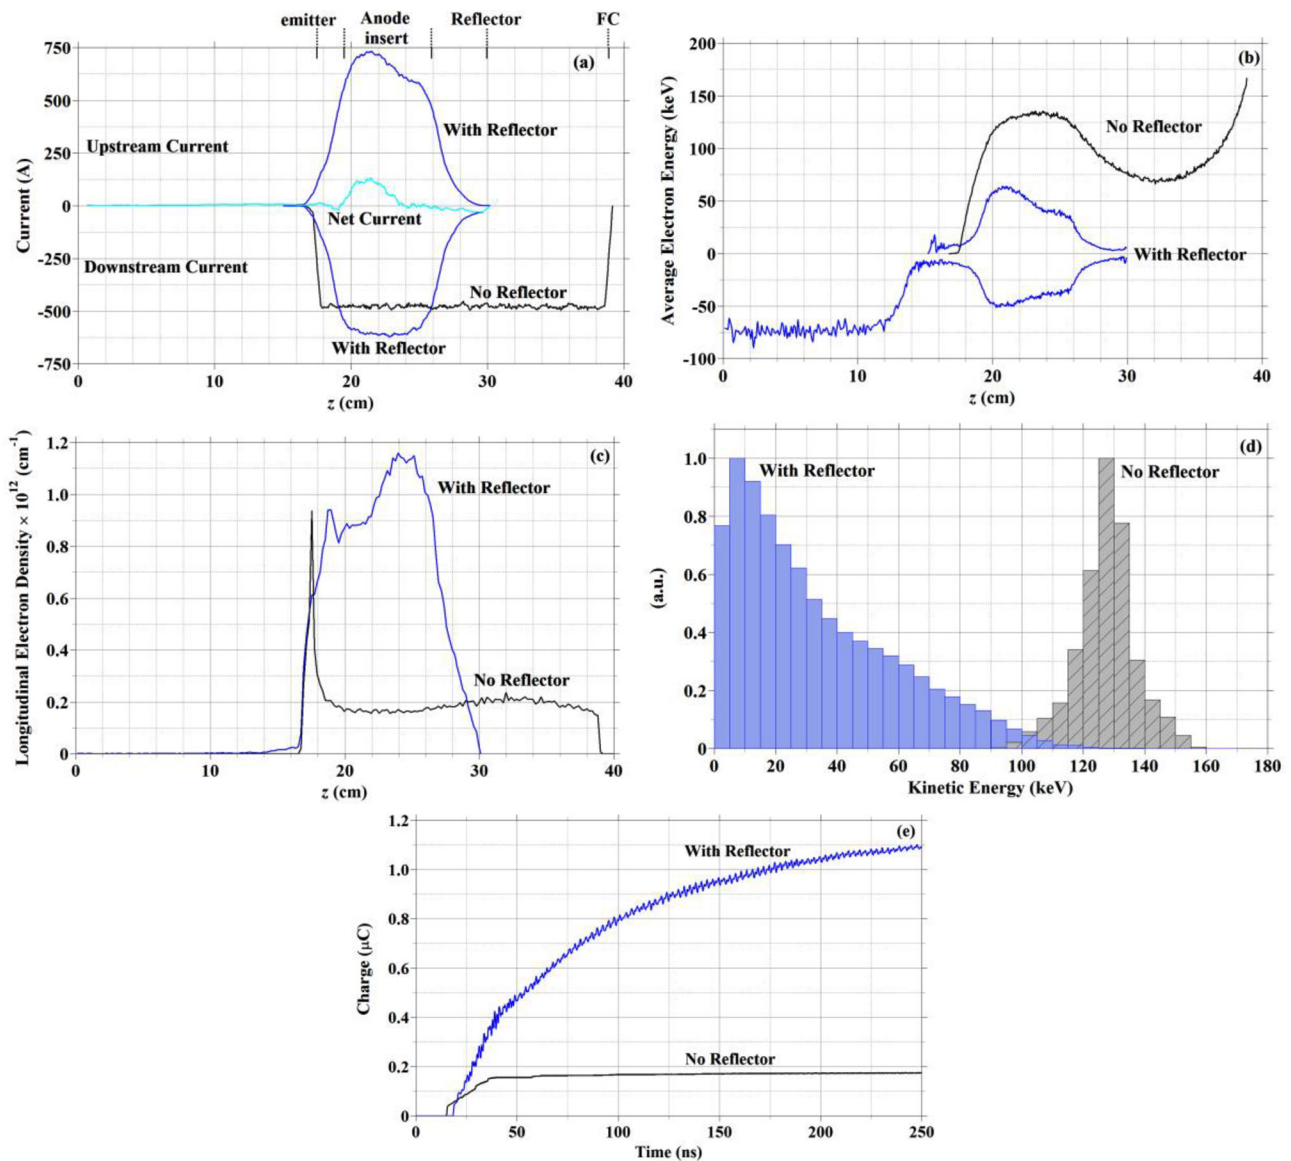 emitter
Anode
insert
Reflector
FC
(a)
750
500
250
0
-250
-500
-750
Current (A)
Upstream Current
With Reflector
Net Current
Downstream Current
No Reflector
With Reflector
0 10 20 30 40
z (cm)
(b)
200
150
100
50
0
-50
-100
Average Electron Energy (keV)
No Reflector
With Reflector
0 10 20 30 40
z (cm)
(c)
1.2
1.0
0.8
0.6
0.4
0.2
0
Longitudinal Electron Density × 10¹² (cm⁻¹)
With Reflector
No Reflector
0 10 20 30 40
z (cm)
(d)
1.0
0.8
0.6
0.4
0.2
0
(a.u.)
With Reflector
No Reflector
0 20 40 60 80 100 120 140 160 180
Kinetic Energy (keV)
(e)
1.2
1.0
0.8
0.6
0.4
0.2
0
Charge (μC)
With Reflector
No Reflector
0 50 100 150 200 250
Time (ns)